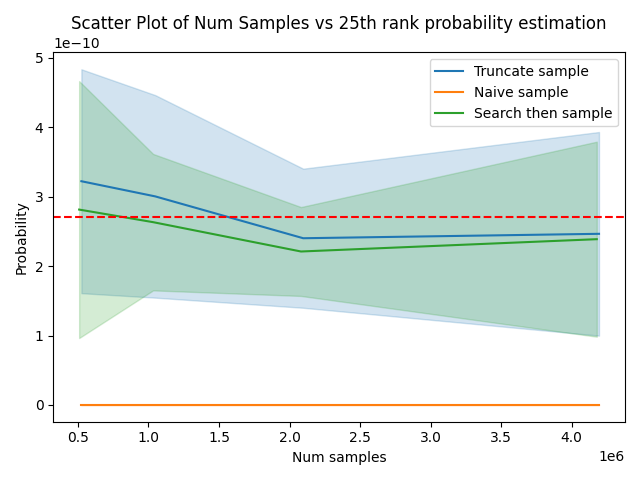 Scatter Plot of Num Samples vs 25th rank probability estimation
1e−10
5
4
3
2
1
0
Probability
Truncate sample
Naive sample
Search then sample
0.5 1.0 1.5 2.0 2.5 3.0 3.5 4.0
1e6
Num samples